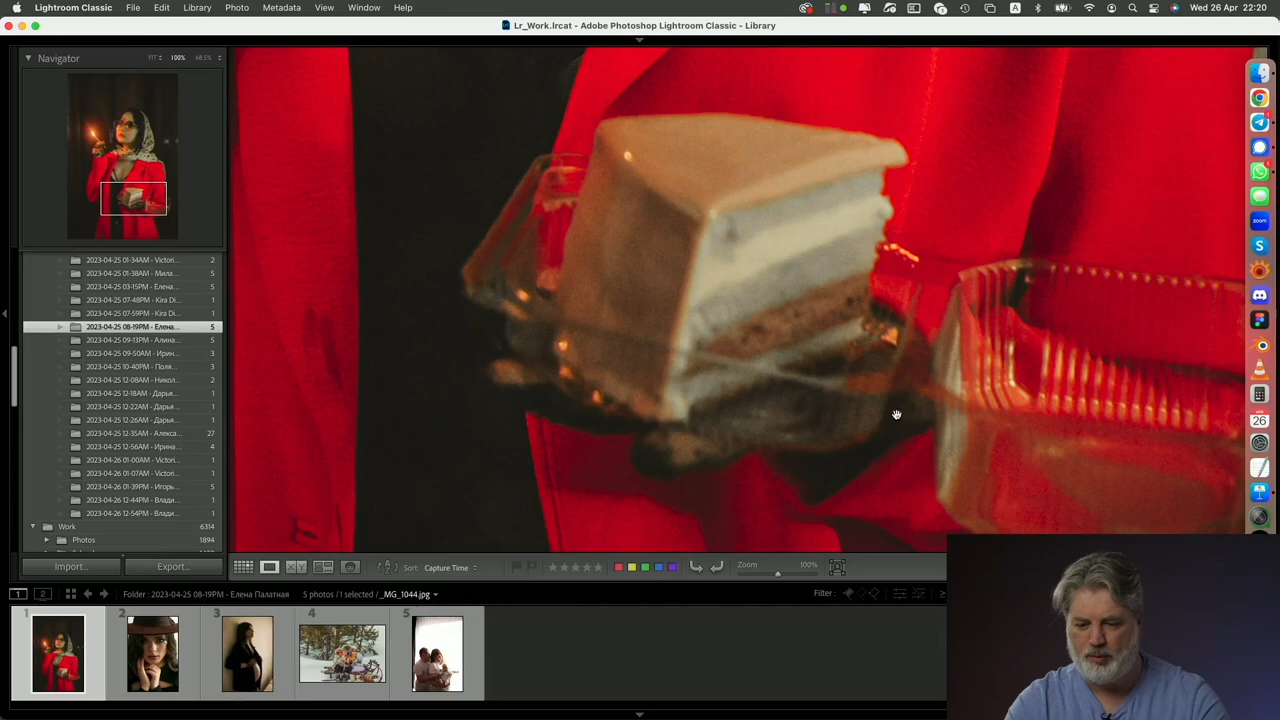 Lightroom Classic File Edit Library Photo Metadata Settings View Window Help Wed 26 Apr 22:20
Lr_Work.lrcat - Adobe Photoshop Lightroom Classic - Library
Navigator FIT 100% 68.5%
2023-04-25 01-34AM - Victori... 2
2023-04-25 01-38AM - Мила... 5
2023-04-25 03-15PM - Елена... 5
2023-04-25 07-48PM - Kira Di... 1
2023-04-25 07-59PM - Kira Di... 1
2023-04-25 08-19PM - Елена... 5
2023-04-25 09-13PM - Алина... 5
2023-04-25 09-50AM - Ирин... 2
2023-04-25 10-40PM - Поля... 3
2023-04-25 12-08AM - Никол... 2
2023-04-25 12-18AM - Дарья... 1
2023-04-25 12-22AM - Дарья... 1
2023-04-25 12-26AM - Дарья... 1
2023-04-25 12-35AM - Алекса... 27
2023-04-25 12-56AM - Ирина... 4
2023-04-26 01-00AM - Victori... 1
2023-04-26 01-07AM - Victori... 1
2023-04-26 01-39PM - Игорь... 5
2023-04-26 12-44PM - Влади... 1
2023-04-26 12-54PM - Влади... 1
Work 6314
Photos 1894
Import... Export...
Sort: Capture Time
Zoom 100%
1 2 Folder : 2023-04-25 08-19PM - Елена Палатная 5 photos / 1 selected / _MG_1044.jpg Filter :
1 2 3 4 5
zoom
26